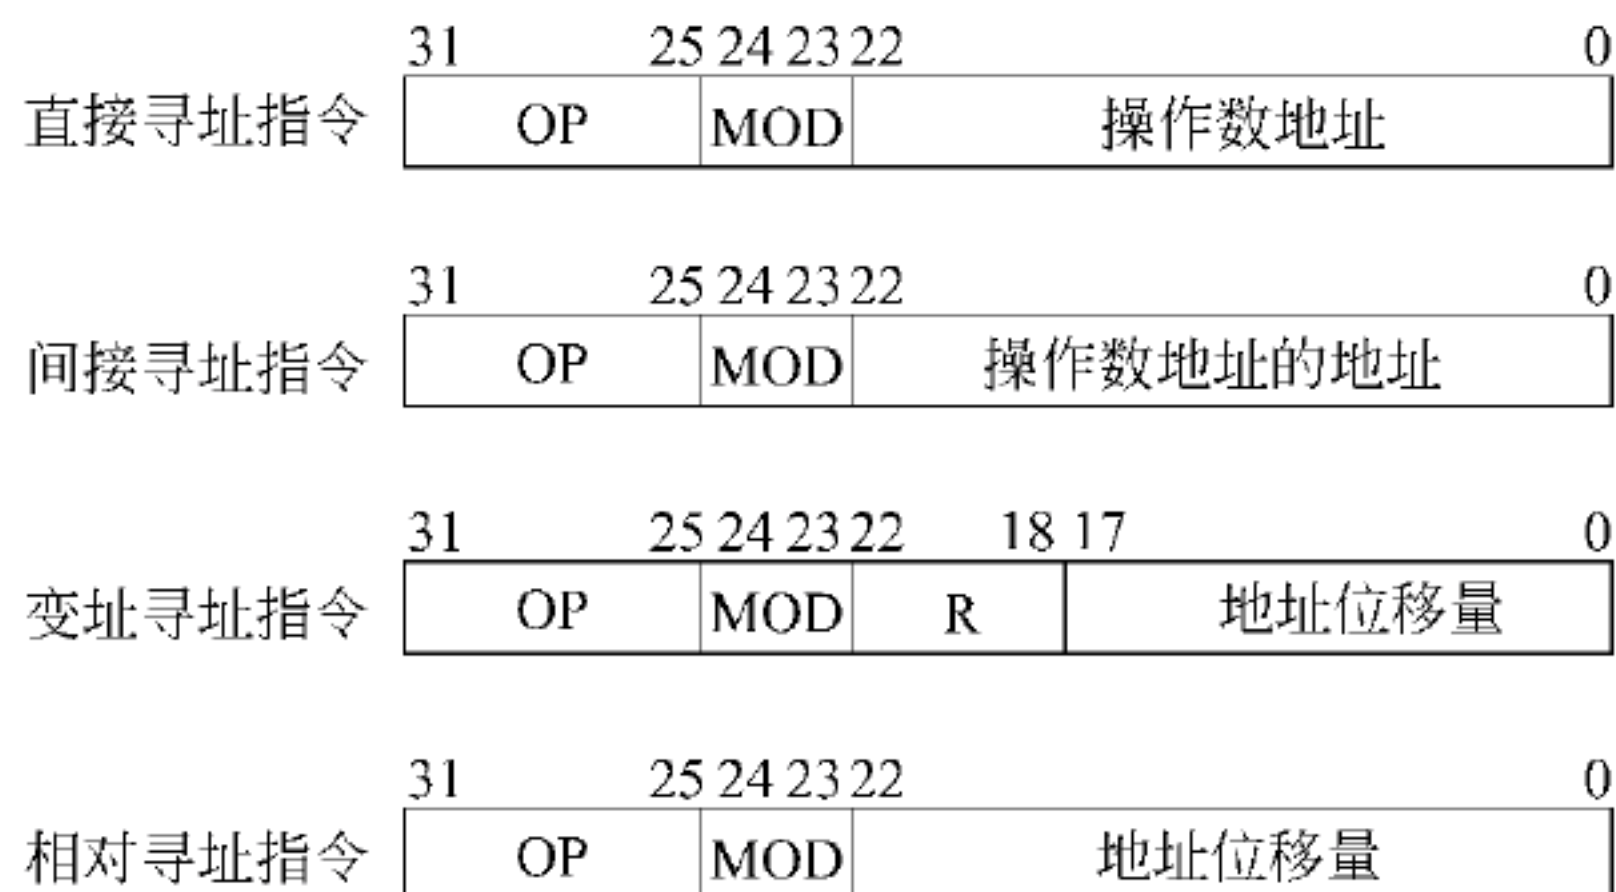 31 25 24 23 22 0
直接寻址指令 OP MOD 操作数地址
31 25 24 23 22 0
间接寻址指令 OP MOD 操作数地址的地址
31 25 24 23 22 18 17 0
变址寻址指令 OP MOD R 地址位移量
31 25 24 23 22 0
相对寻址指令 OP MOD 地址位移量